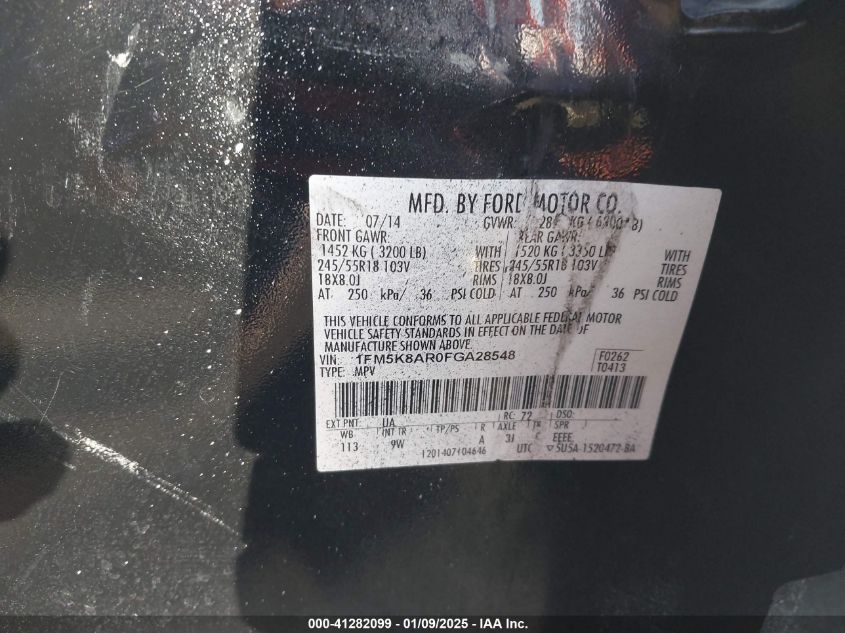 MFD. BY FORD MOTOR CO.
DATE: 07/14 GVWR: KG
FRONT GAWR: REAR GAWR:
1452 KG ( 3200 LB) WITH 1520 KG ( 3350 LB) WITH
245/55R18 103V TIRES 245/55R18 103V TIRES
18X8.0J RIMS 18X8.0J RIMS
AT 250 kPa/ 36 PSI COLD AT 250 kPa/ 36 PSI COLD
THIS VEHICLE CONFORMS TO ALL APPLICABLE FEDERAL MOTOR
VEHICLE SAFETY STANDARDS IN EFFECT ON THE DATE OF
MANUFACTURE SHOWN ABOVE.
VIN: 1FM5K8AR0FGA28548 F0262
TYPE: MPV T0413
EXT PNT: UA RC: 72 DSO:
WB INT TR TP/PS R AXLE TR SPR
113 9W A EEEE
1201407104646 UTC ▽5U5A-1520472-BA
000-41282099 - 01/09/2025 - IAA Inc.